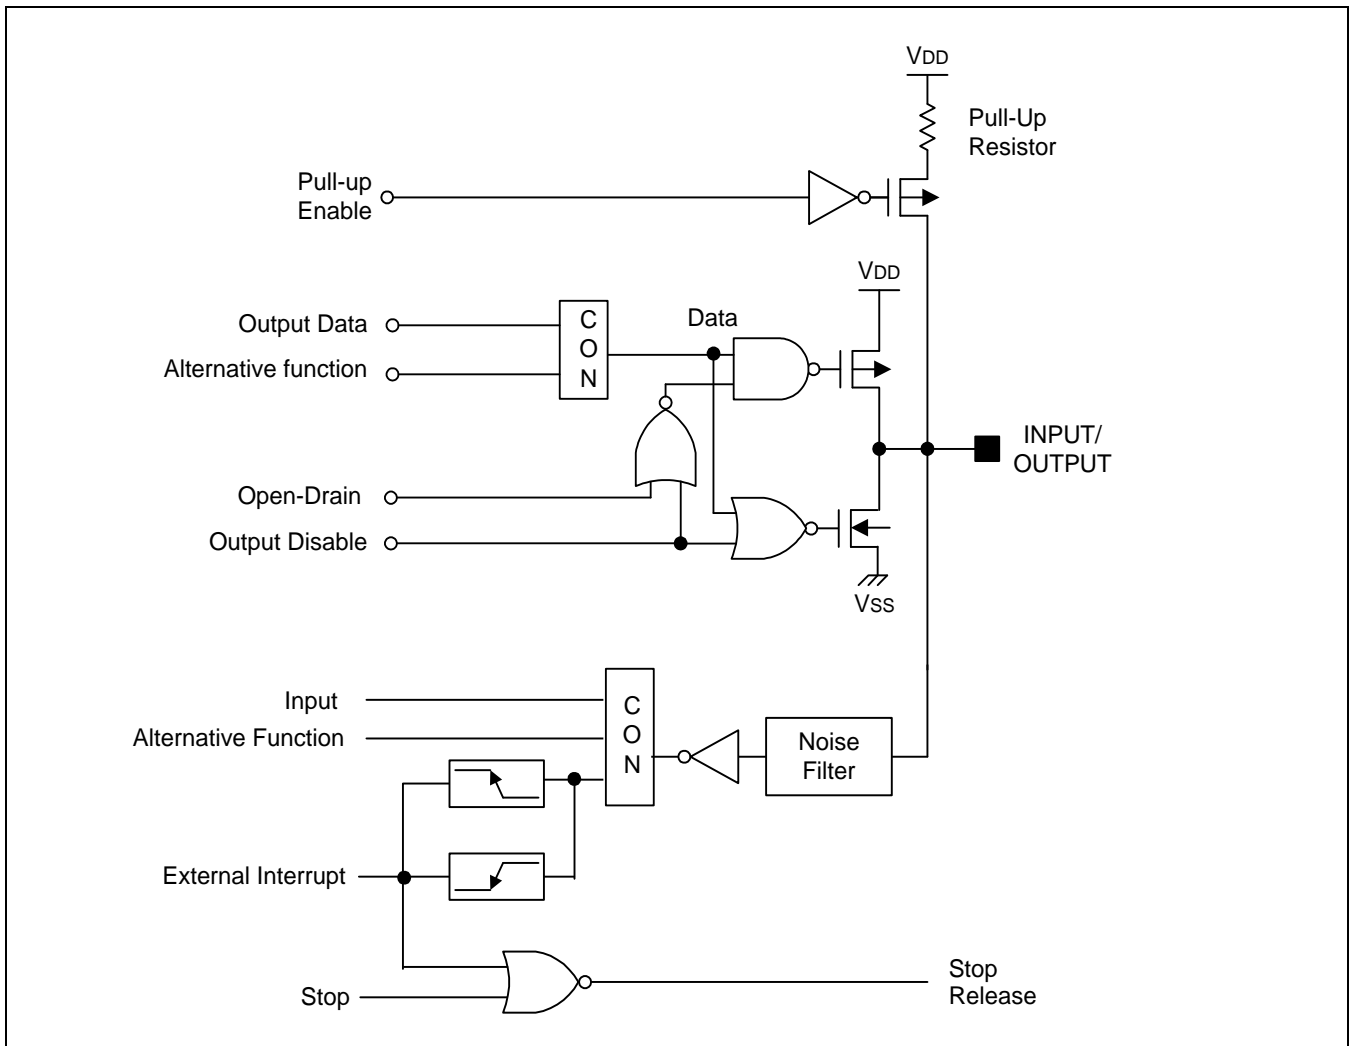 VDD
Pull-Up
Resistor
Pull-up
Enable
VDD
Output Data
C
O
N
Data
Alternative function
INPUT/
OUTPUT
Open-Drain
Output Disable
VSS
Input
Alternative Function
C
O
N
Noise
Filter
External Interrupt
Stop
Stop
Release